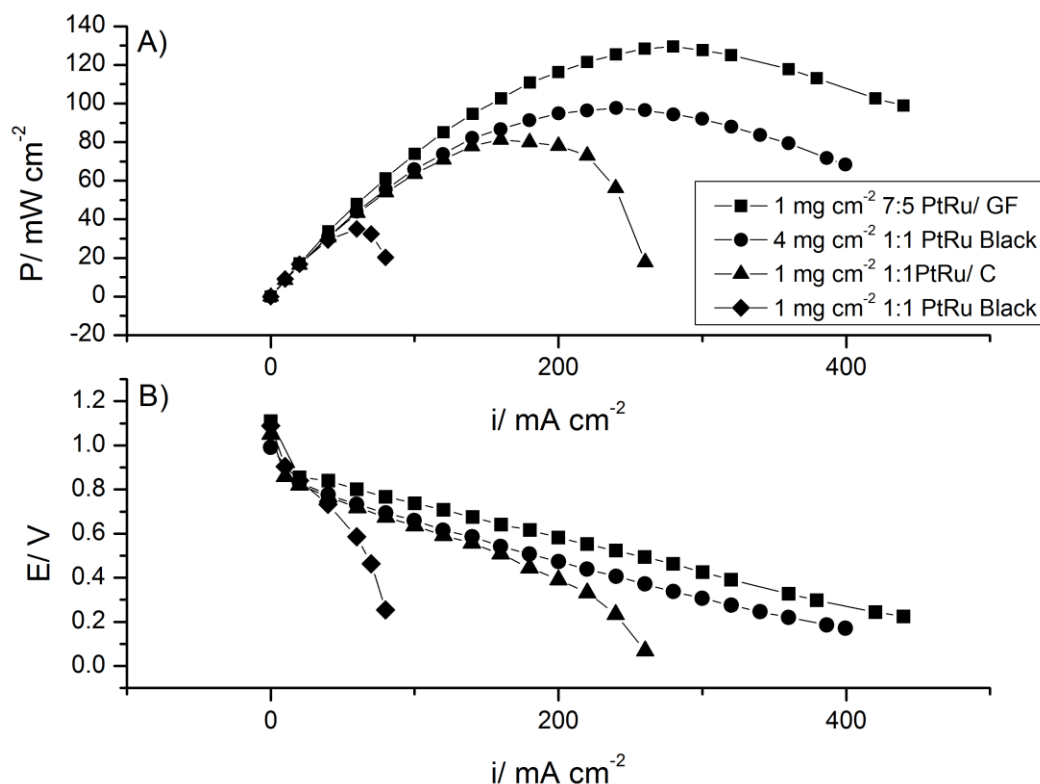 A)
140
120
100
80
60
40
20
0
-20
P/ mW cm⁻²
1 mg cm⁻² 7:5 PtRu/ GF
4 mg cm⁻² 1:1 PtRu Black
1 mg cm⁻² 1:1PtRu/ C
1 mg cm⁻² 1:1 PtRu Black
0 200 400
i/ mA cm⁻²
B)
1.2
1.0
0.8
0.6
0.4
0.2
0.0
E/ V
0 200 400
i/ mA cm⁻²